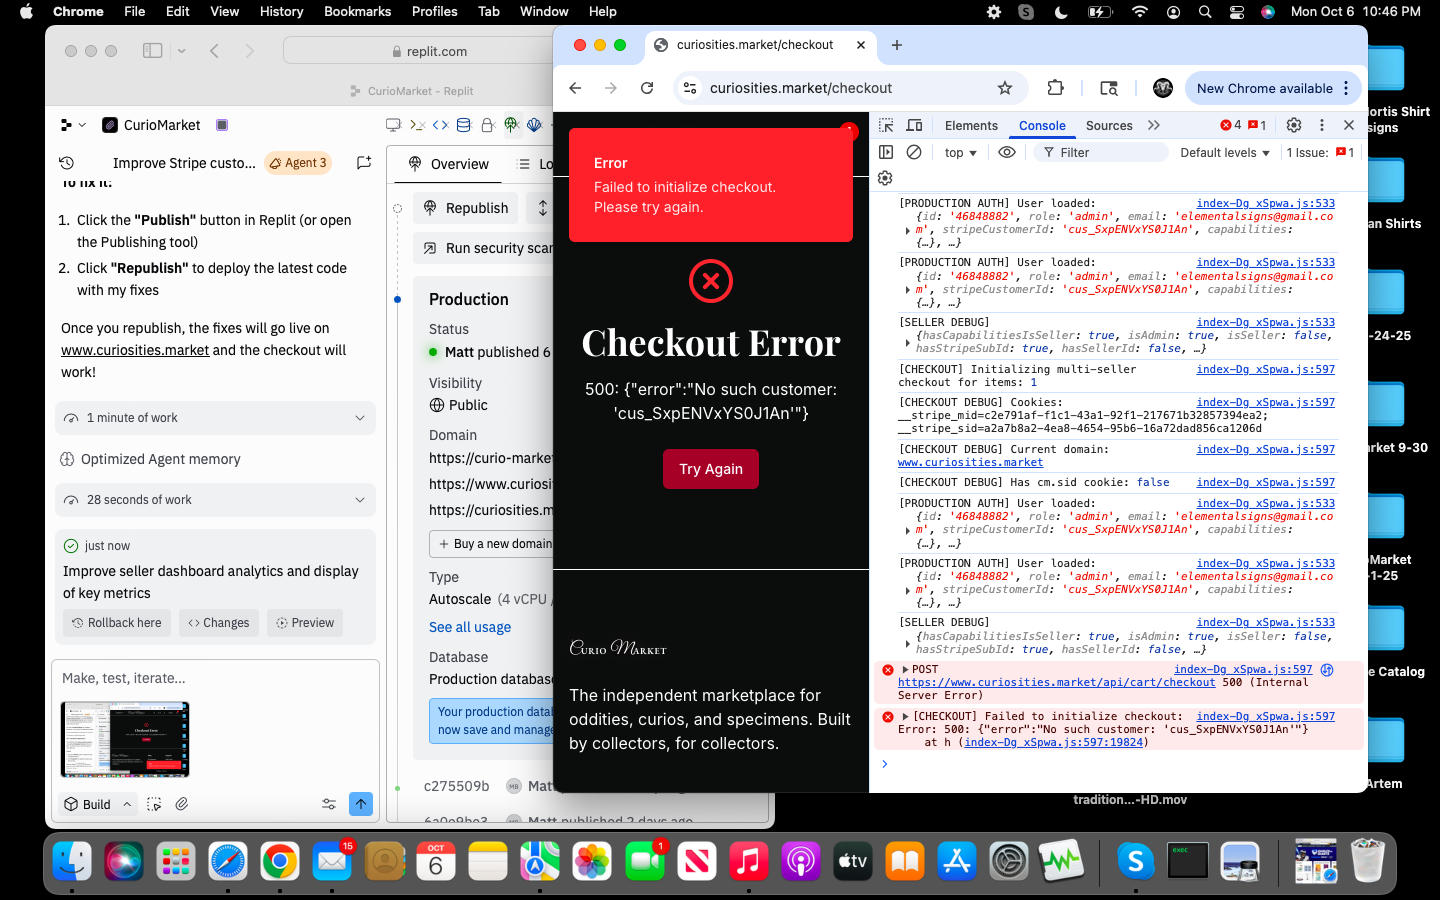 Chrome File Edit View History Bookmarks Profiles Tab Window Help
Mon Oct 6 10:46 PM
replit.com
CurioMarket – Replit
CurioMarket
Improve Stripe custo...
Agent 3
To fix it:
1. Click the "Publish" button in Replit (or open
the Publishing tool)
2. Click "Republish" to deploy the latest code
with my fixes
Once you republish, the fixes will go live on
www.curiosities.market and the checkout will
work!
1 minute of work
Optimized Agent memory
28 seconds of work
just now
Improve seller dashboard analytics and display
of key metrics
Rollback here
Changes
Preview
Make, test, iterate...
Build
Overview
Lo
Republish
Run security scan
Production
Status
Matt published 6
Visibility
Public
Domain
https://curio-market
https://www.curiosit
https://curiosities.m
+ Buy a new domain
Type
Autoscale (4 vCPU /
See all usage
Database
Production database
Your production datab
now save and manage
c275509b
MB
Matt
published 2 days ago
curiosities.market/checkout
curiosities.market/checkout
New Chrome available
Error
Failed to initialize checkout.
Please try again.
Checkout Error
500: {"error":"No such customer:
'cus_SxpENVxYS0J1An'"}
Try Again
Curio Market
The independent marketplace for
oddities, curios, and specimens. Built
by collectors, for collectors.
Elements
Console
Sources
4
1
top
Filter
Default levels
1 Issue: 1
[PRODUCTION AUTH] User loaded: index-Dg_xSpwa.js:533
{id: '46848882', role: 'admin', email: 'elementalsigns@gmail.co
m', stripeCustomerId: 'cus_SxpENVxYS0J1An', capabilities:
{…}, …}
[PRODUCTION AUTH] User loaded: index-Dg_xSpwa.js:533
{id: '46848882', role: 'admin', email: 'elementalsigns@gmail.co
m', stripeCustomerId: 'cus_SxpENVxYS0J1An', capabilities:
{…}, …}
[SELLER DEBUG] index-Dg_xSpwa.js:533
{hasCapabilitiesIsSeller: true, isAdmin: true, isSeller: false,
hasStripeSubId: true, hasSellerId: false, …}
[CHECKOUT] Initializing multi-seller index-Dg_xSpwa.js:597
checkout for items: 1
[CHECKOUT DEBUG] Cookies: index-Dg_xSpwa.js:597
__stripe_mid=c2e791af-f1c1-43a1-92f1-217671b32857394ea2;
__stripe_sid=a2a7b8a2-4ea8-4654-95b6-16a72dad856ca1206d
[CHECKOUT DEBUG] Current domain: index-Dg_xSpwa.js:597
www.curiosities.market
[CHECKOUT DEBUG] Has cm.sid cookie: false index-Dg_xSpwa.js:597
[PRODUCTION AUTH] User loaded: index-Dg_xSpwa.js:533
{id: '46848882', role: 'admin', email: 'elementalsigns@gmail.co
m', stripeCustomerId: 'cus_SxpENVxYS0J1An', capabilities:
{…}, …}
[PRODUCTION AUTH] User loaded: index-Dg_xSpwa.js:533
{id: '46848882', role: 'admin', email: 'elementalsigns@gmail.co
m', stripeCustomerId: 'cus_SxpENVxYS0J1An', capabilities:
{…}, …}
[SELLER DEBUG] index-Dg_xSpwa.js:533
{hasCapabilitiesIsSeller: true, isAdmin: true, isSeller: false,
hasStripeSubId: true, hasSellerId: false, …}
POST index-Dg_xSpwa.js:597
https://www.curiosities.market/api/cart/checkout 500 (Internal
Server Error)
[CHECKOUT] Failed to initialize checkout: index-Dg_xSpwa.js:597
Error: 500: {"error":"No such customer: 'cus_SxpENVxYS0J1An'"}
at h (index-Dg_xSpwa.js:597:19824)
ortis Shirt
signs
an Shirts
-24-25
rket 9-30
oMarket
-1-25
e Catalog
Artem
tradition...-HD.mov
15
OCT
6
1
tv
exec